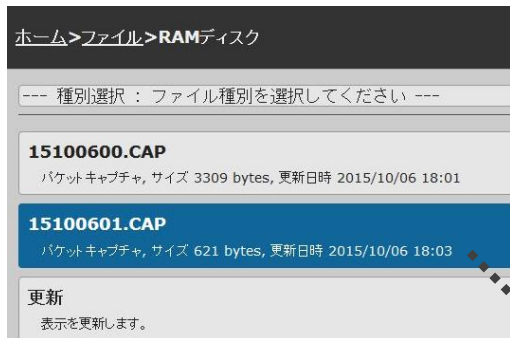 ホーム>ファイル>RAMディスク
--- 種別選択 : ファイル種別を選択してください ---
15100600.CAP
パケットキャプチャ, サイズ 3309 bytes, 更新日時 2015/10/06 18:01
15100601.CAP
パケットキャプチャ, サイズ 621 bytes, 更新日時 2015/10/06 18:03
更新
表示を更新します。